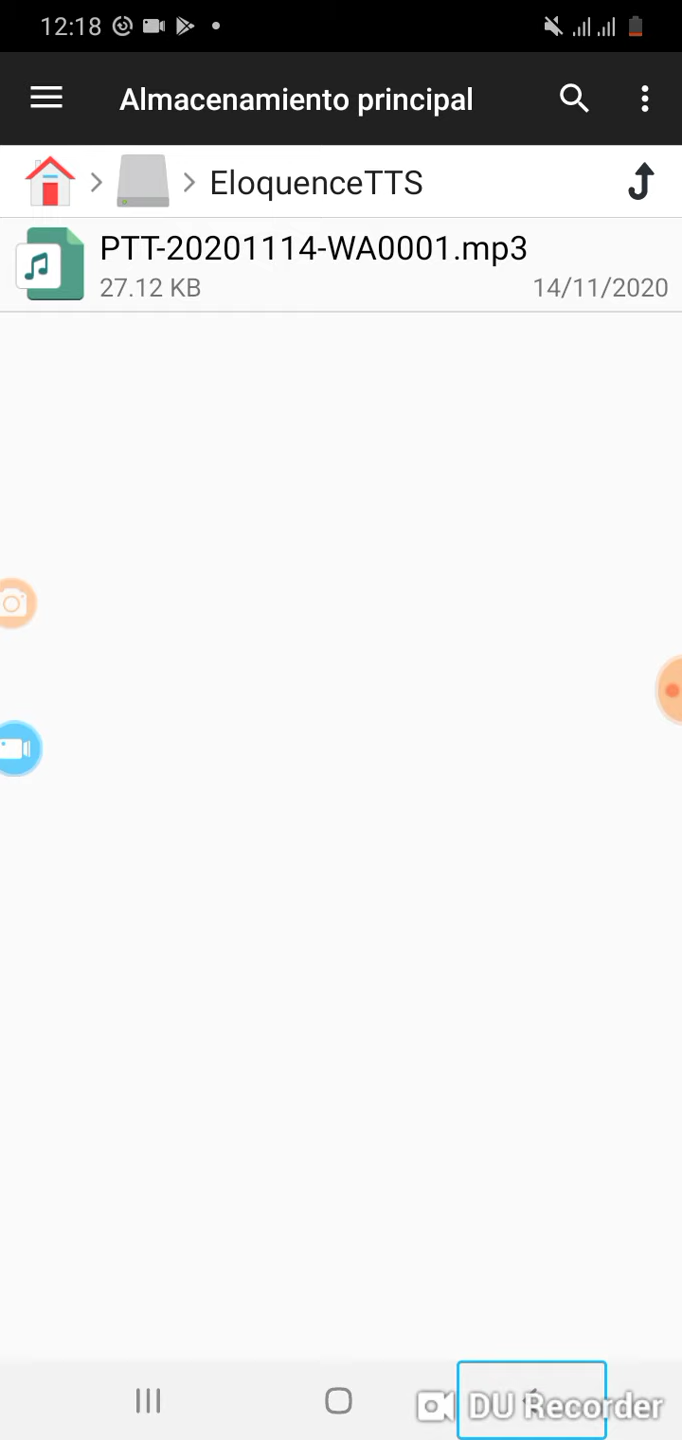 12:18
Almacenamiento principal
EloquenceTTS
PTT-20201114-WA0001.mp3
27.12 KB
14/11/2020
DU Recorder